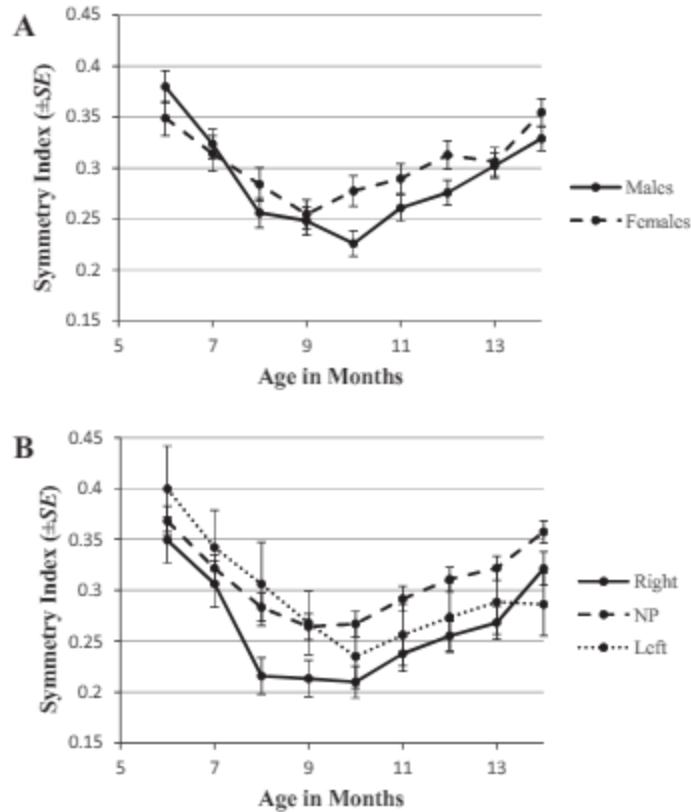 A
Symmetry Index (±SE)
0.45
0.4
0.35
0.3
0.25
0.2
0.15
5
7
9
11
13
Age in Months
Males
Females
B
Symmetry Index (±SE)
0.45
0.4
0.35
0.3
0.25
0.2
0.15
5
7
9
11
13
Age in Months
Right
NP
Left